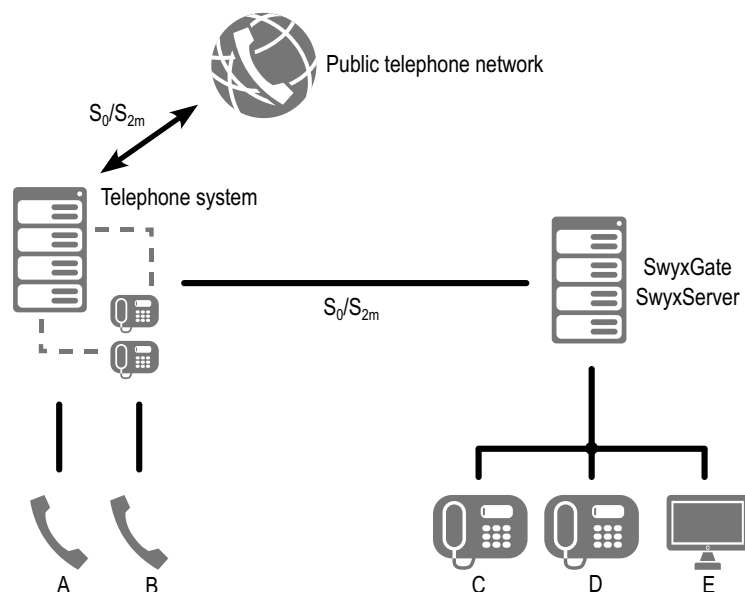 Public telephone network
S₀/S₂ₘ
Telephone system
SwyxGate
SwyxServer
S₀/S₂ₘ
A
B
C
D
E